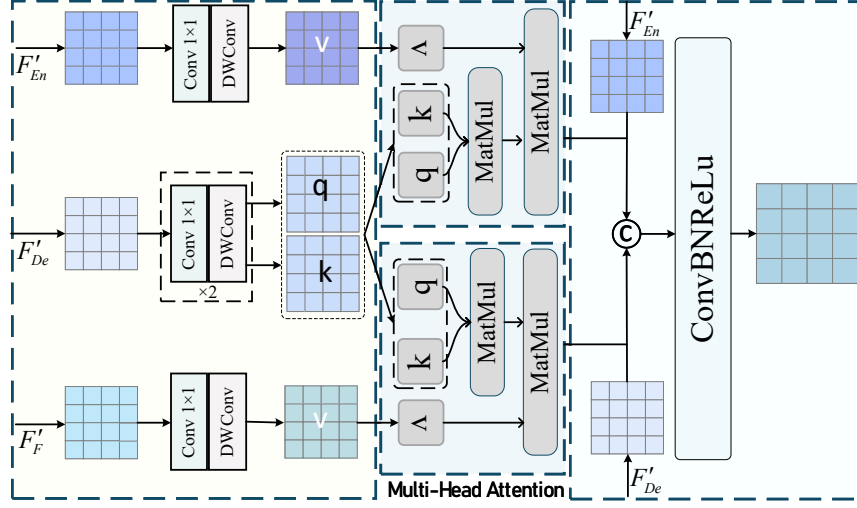 F'En
Conv 1×1
DWConv
v
v
k
q
MatMul
MatMul
F'En
F'De
Conv 1×1
DWConv
×2
q
k
C
ConvBNReLu
q
k
MatMul
MatMul
F'F
Conv 1×1
DWConv
v
v
F'De
Multi-Head Attention